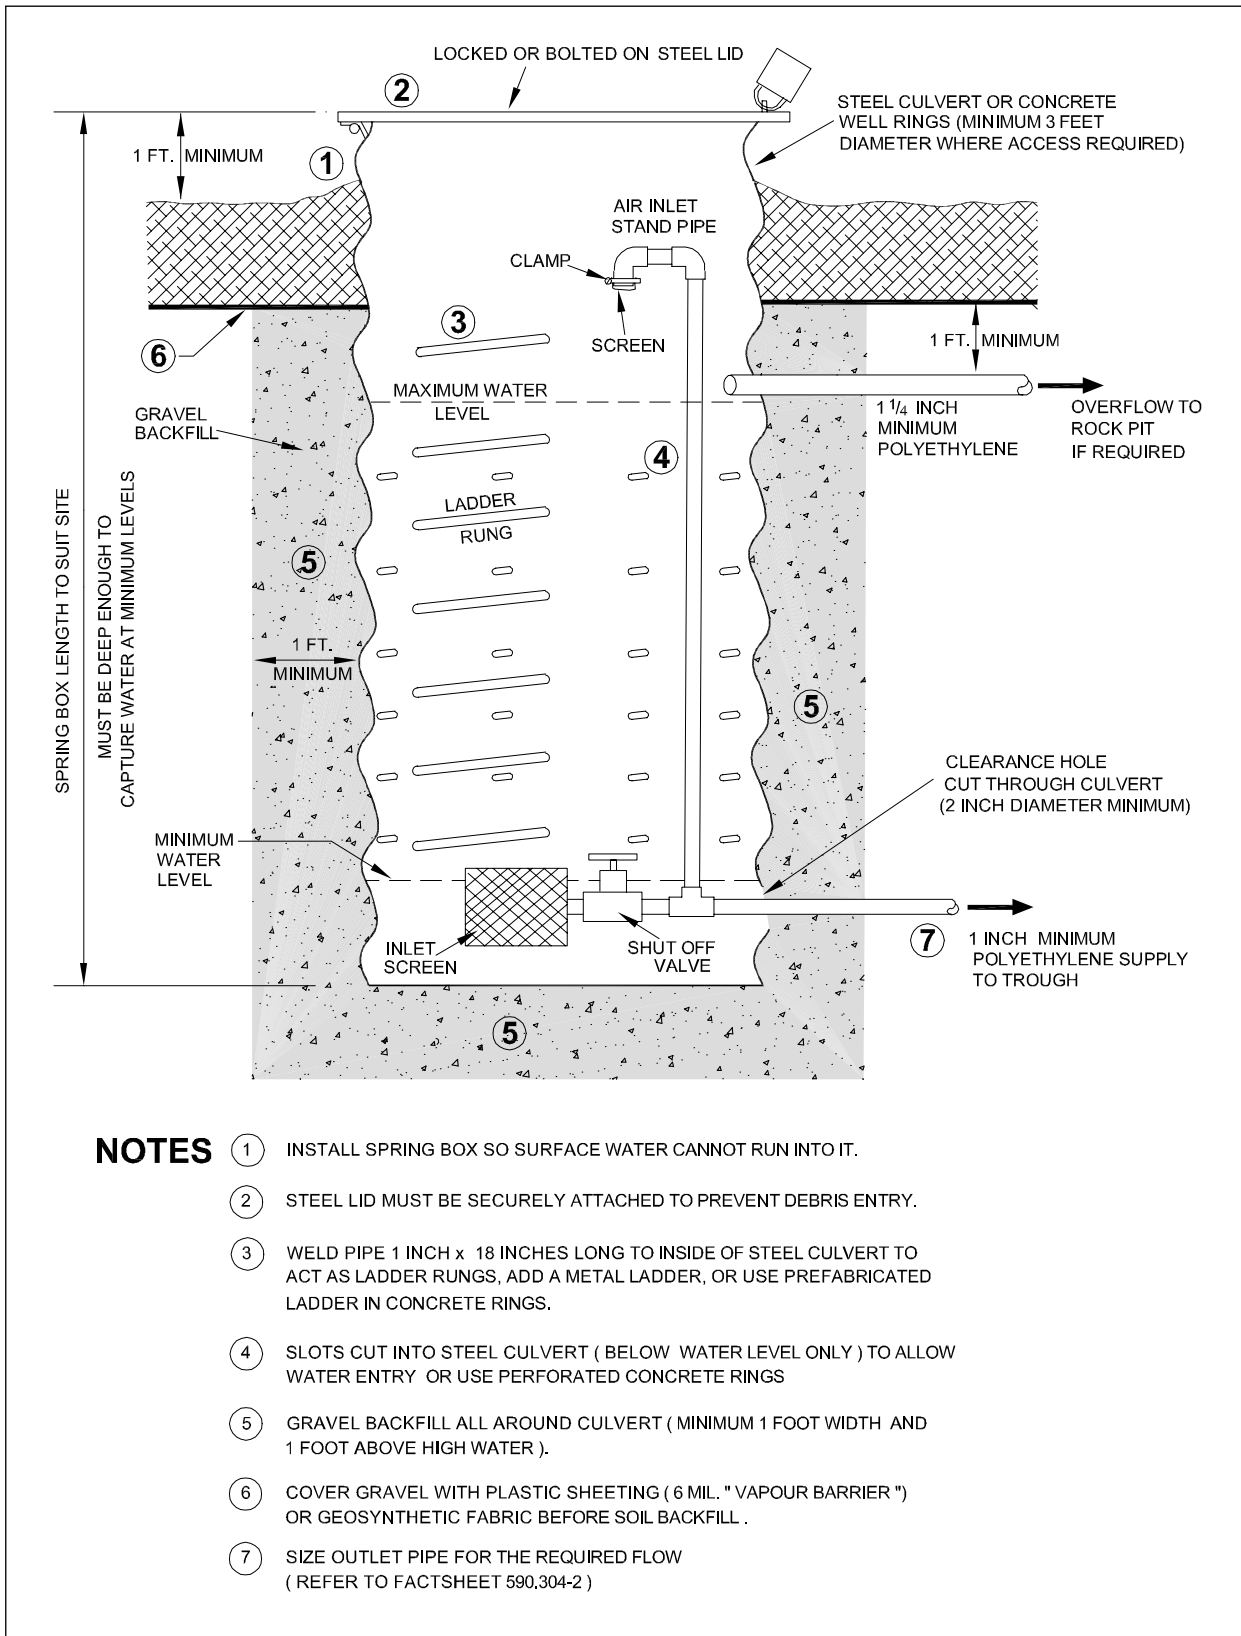 LOCKED OR BOLTED ON STEEL LID
2
STEEL CULVERT OR CONCRETE
WELL RINGS (MINIMUM 3 FEET
DIAMETER WHERE ACCESS REQUIRED)
1 FT. MINIMUM
1
AIR INLET
STAND PIPE
CLAMP
SCREEN
3
6
1 FT. MINIMUM
MAXIMUM WATER
LEVEL
GRAVEL
BACKFILL
1 1/4 INCH
MINIMUM
POLYETHYLENE
OVERFLOW TO
ROCK PIT
IF REQUIRED
4
LADDER
RUNG
SPRING BOX LENGTH TO SUIT SITE
MUST BE DEEP ENOUGH TO
CAPTURE WATER AT MINIMUM LEVELS
5
1 FT.
MINIMUM
5
CLEARANCE HOLE
CUT THROUGH CULVERT
(2 INCH DIAMETER MINIMUM)
MINIMUM
WATER
LEVEL
INLET
SCREEN
SHUT OFF
VALVE
7
1 INCH MINIMUM
POLYETHYLENE SUPPLY
TO TROUGH
5
NOTES
1 INSTALL SPRING BOX SO SURFACE WATER CANNOT RUN INTO IT.
2 STEEL LID MUST BE SECURELY ATTACHED TO PREVENT DEBRIS ENTRY.
3 WELD PIPE 1 INCH x 18 INCHES LONG TO INSIDE OF STEEL CULVERT TO
ACT AS LADDER RUNGS, ADD A METAL LADDER, OR USE PREFABRICATED
LADDER IN CONCRETE RINGS.
4 SLOTS CUT INTO STEEL CULVERT ( BELOW WATER LEVEL ONLY ) TO ALLOW
WATER ENTRY OR USE PERFORATED CONCRETE RINGS
5 GRAVEL BACKFILL ALL AROUND CULVERT ( MINIMUM 1 FOOT WIDTH AND
1 FOOT ABOVE HIGH WATER ).
6 COVER GRAVEL WITH PLASTIC SHEETING ( 6 MIL. " VAPOUR BARRIER ")
OR GEOSYNTHETIC FABRIC BEFORE SOIL BACKFILL .
7 SIZE OUTLET PIPE FOR THE REQUIRED FLOW
( REFER TO FACTSHEET 590.304-2 )